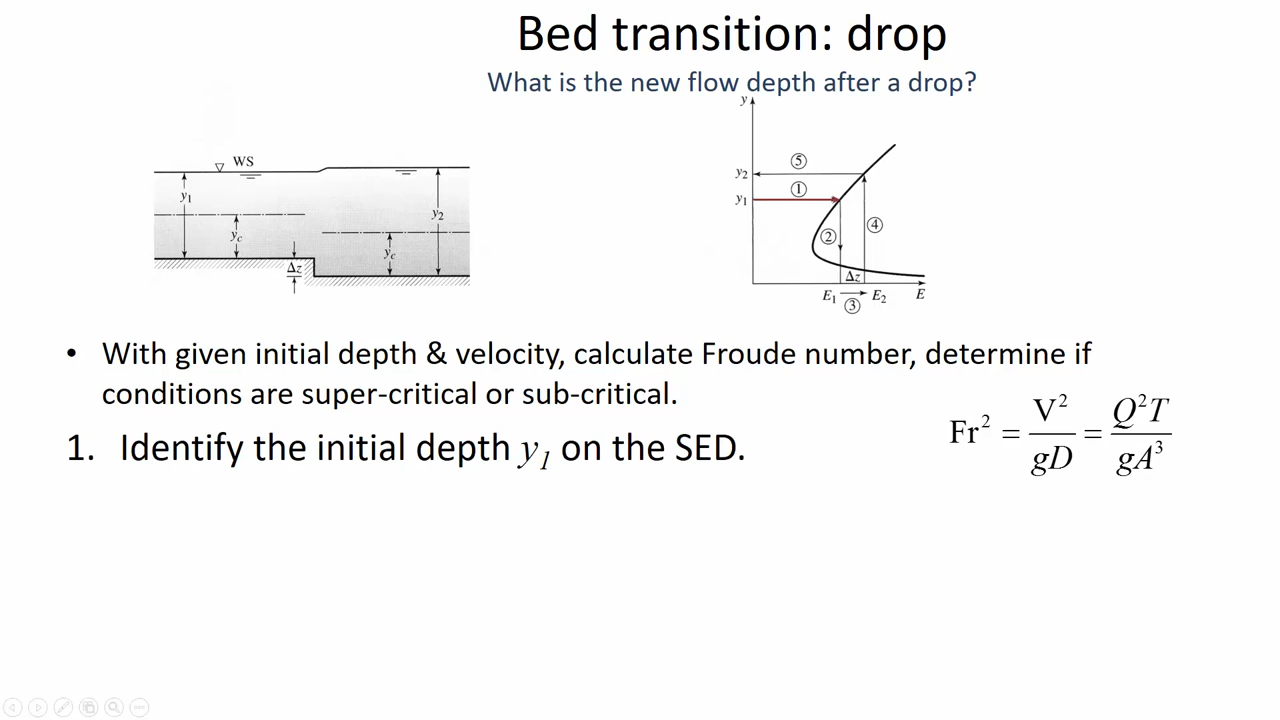 Bed transition: drop
What is the new flow depth after a drop?
WS
y₁
y_c
Δz
y₂
y_c
y
y₂
y₁
⑤
①
②
④
Δz
E₁
③
E₂
E
• With given initial depth & velocity, calculate Froude number, determine if
conditions are super-critical or sub-critical.
Fr² = V²/gD = Q²T/gA³
1. Identify the initial depth y₁ on the SED.